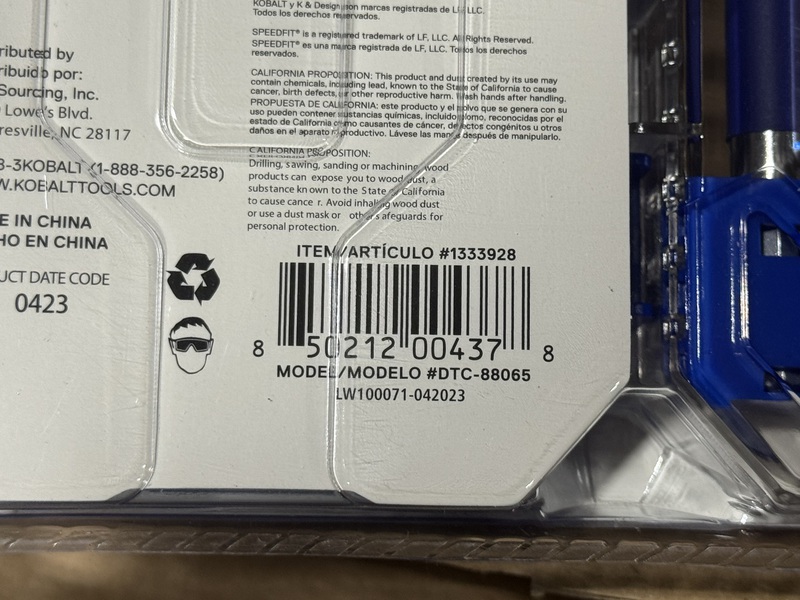 KOBALT y K & Design son marcas registradas de LF, LLC.
Todos los derechos reservados.
SPEEDFIT® is a registered trademark of LF, LLC. All Rights Reserved.
SPEEDFIT® es una marca registrada de LF, LLC. Todos los derechos
reservados.
CALIFORNIA PROPOSITION: This product and dust created by its use may
contain chemicals, including lead, known to the State of California to cause
cancer, birth defects, or other reproductive harm. Wash hands after handling.
PROPUESTA DE CALIFORNIA: este producto y el polvo que se genera con su
uso pueden contener sustancias químicas, incluido plomo, reconocidas por el
estado de California como causantes de cáncer, defectos congénitos u otros
daños en el aparato reproductivo. Lávese las manos después de manipularlo.
CALIFORNIA PROPOSITION:
Drilling, sawing, sanding or machining wood
products can expose you to wood dust, a
substance known to the State of California
to cause cancer. Avoid inhaling wood dust
or use a dust mask or other safeguards for
personal protection.
ributed by
ribuido por:
Sourcing, Inc.
Lowe's Blvd.
resville, NC 28117
8-3KOBALT (1-888-356-2258)
W.KOBALTTOOLS.COM
E IN CHINA
HO EN CHINA
UCT DATE CODE
0423
ITEM/ARTÍCULO #1333928
8 50212 00437 8
MODEL/MODELO #DTC-88065
LW100071-042023